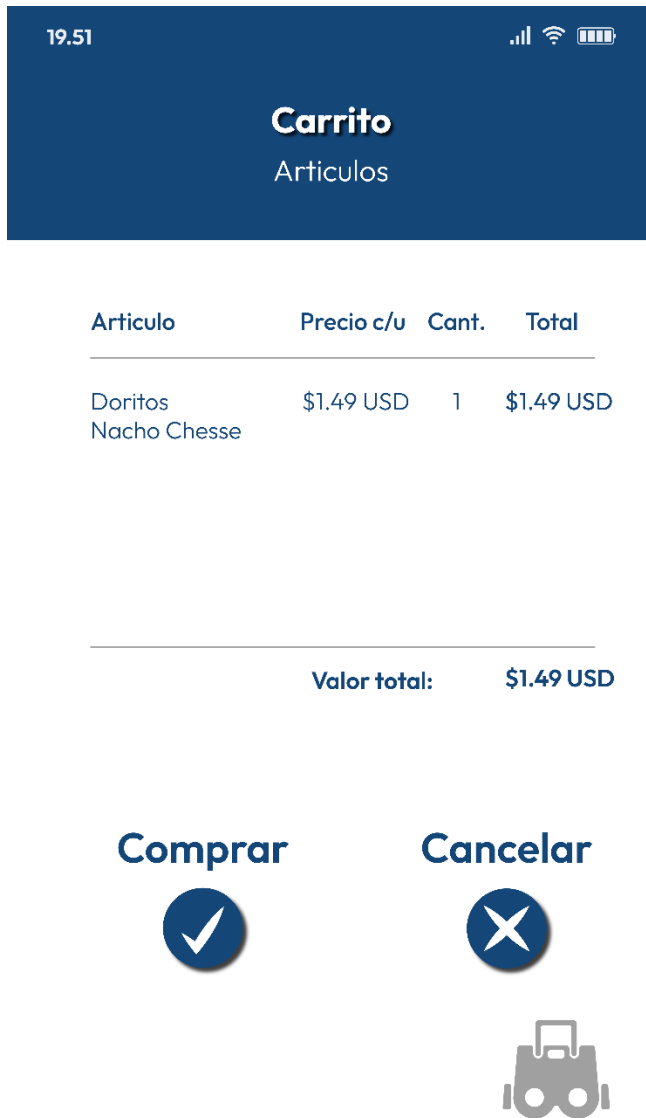 19.51
Carrito
Articulos
Articulo Precio c/u Cant. Total
Doritos $1.49 USD 1 $1.49 USD
Nacho Chesse
Valor total: $1.49 USD
Comprar Cancelar